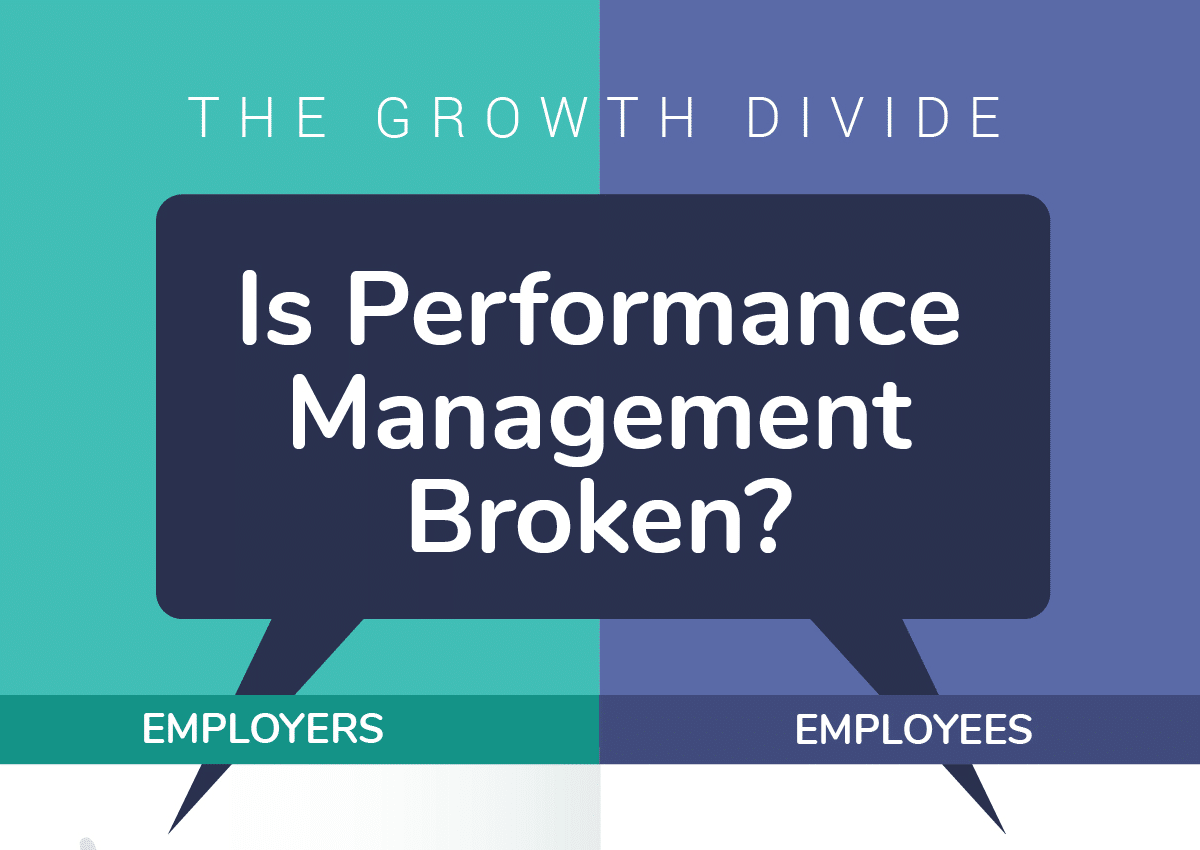 THE GROWTH DIVIDE
Is Performance
Management
Broken?
EMPLOYERS
EMPLOYEES